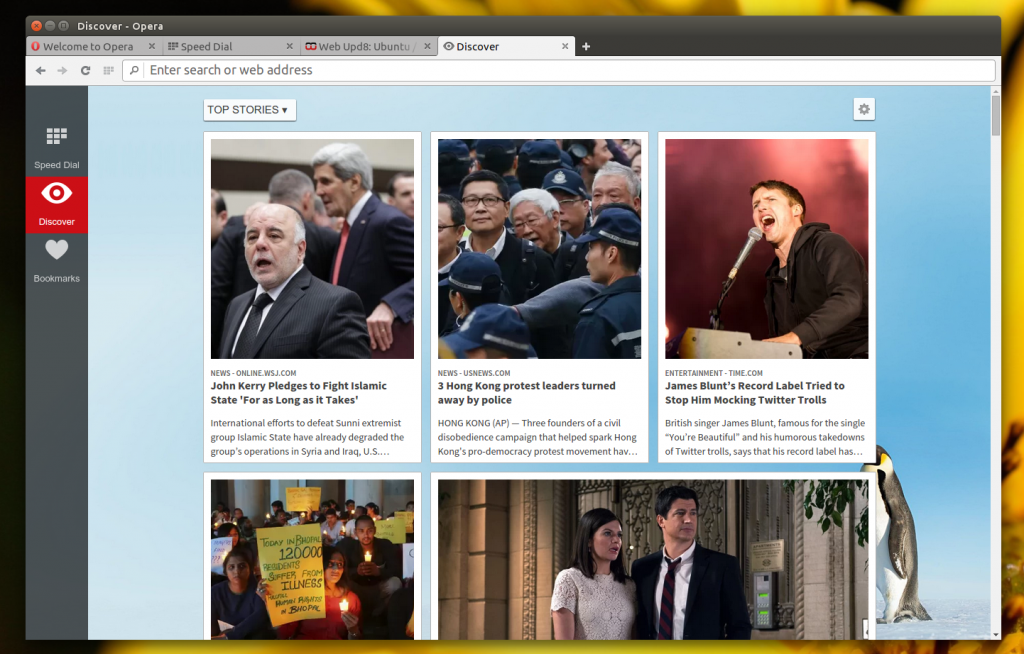 Discover - Opera
Welcome to Opera
Speed Dial
Web Upd8: Ubuntu /
Discover
Enter search or web address
Speed Dial
Discover
Bookmarks
TOP STORIES
NEWS - ONLINE.WSJ.COM
John Kerry Pledges to Fight Islamic
State 'For as Long as it Takes'
International efforts to defeat Sunni extremist
group Islamic State have already degraded the
group's operations in Syria and Iraq, U.S....
NEWS - USNEWS.COM
3 Hong Kong protest leaders turned
away by police
HONG KONG (AP) — Three founders of a civil
disobedience campaign that helped spark Hong
Kong's pro-democracy protest movement hav...
ENTERTAINMENT - TIME.COM
James Blunt's Record Label Tried to
Stop Him Mocking Twitter Trolls
British singer James Blunt, famous for the single
"You're Beautiful" and his humorous takedowns
of Twitter trolls, says that his record label has...
TODAY IN BHOPAL
120000
RESIDENTS
SUFFER FROM
ILLNESS
HUMAN RIGHTS
IN BHOPAL